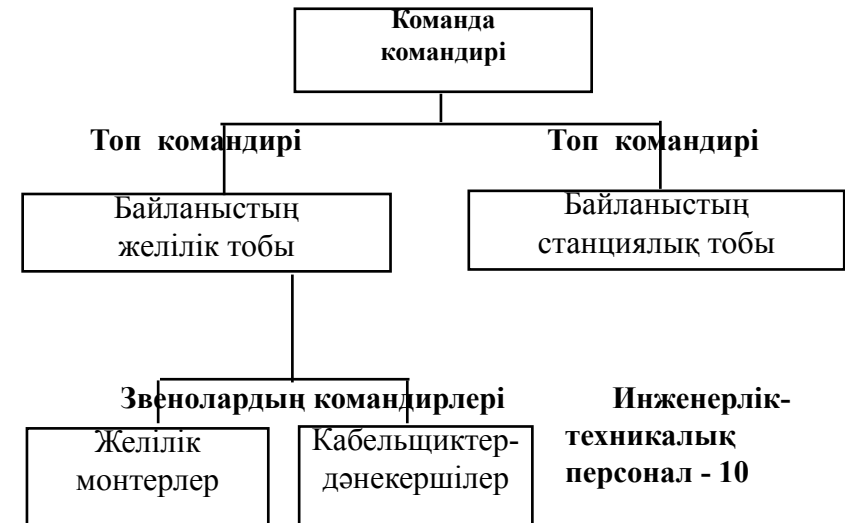 Команда
командирі
Топ командирі
Топ командирі
Байланыстың
желілік тобы
Байланыстың
станциялық тобы
Звенолардың командирлері
Инженерлік-
техникалық
персонал - 10
Желілік
монтерлер
Кабельщиктер-
дәнекершілер